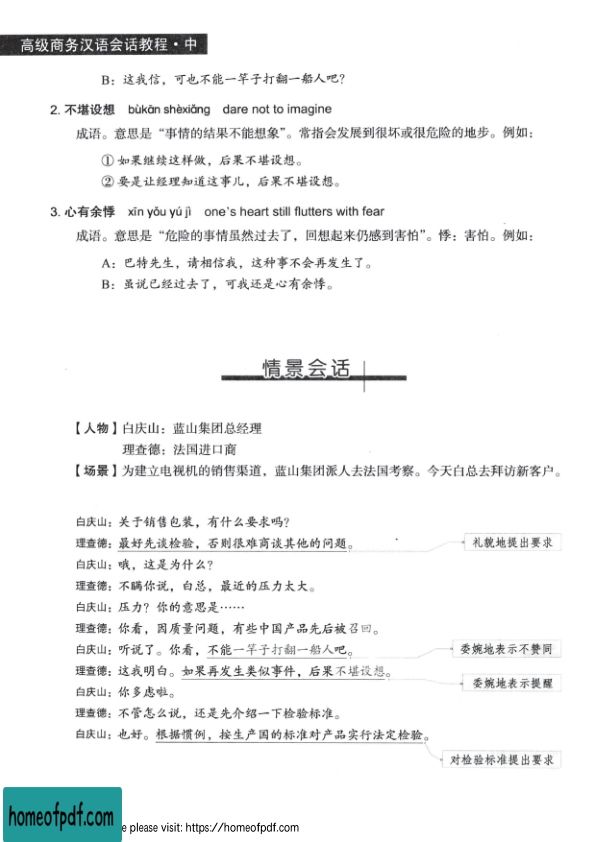 高级商务汉语会话教程·中
B：这我信，可也不能一竿子打翻一船人吧？
2. 不堪设想 bùkān shèxiǎng dare not to imagine
成语。意思是“事情的结果不能想象”。常指会发展到很坏或很危险的地步。例如：
① 如果继续这样做，后果不堪设想。
② 要是让经理知道这事儿，后果不堪设想。
3. 心有余悸 xīn yǒu yú jì one's heart still flutters with fear
成语。意思是“危险的事情虽然过去了，回想起来仍感到害怕”。悸：害怕。例如：
A：巴特先生，请相信我，这种事不会再发生了。
B：虽说已经过去了，可我还是心有余悸。
情景会话
【人物】白庆山：蓝山集团总经理
理查德：法国进口商
【场景】为建立电视机的销售渠道，蓝山集团派人去法国考察。今天白总去拜访新客户。
白庆山：关于销售包装，有什么要求吗？
理查德：最好先谈检验，否则很难商谈其他的问题。
礼貌地提出要求
白庆山：哦，这是为什么？
理查德：不瞒你说，白总，最近的压力太大。
白庆山：压力？你的意思是……
理查德：你看，因质量问题，有些中国产品先后被召回。
白庆山：听说了。你看，不能一竿子打翻一船人吧。
委婉地表示不赞同
理查德：这我明白。如果再发生类似事件，后果不堪设想。
委婉地表示提醒
白庆山：你多虑啦。
理查德：不管怎么说，还是先介绍一下检验标准。
白庆山：也好。根据惯例，按生产国的标准对产品实行法定检验。
对检验标准提出要求
homeofpdf.com
e please visit: https://homeofpdf.com